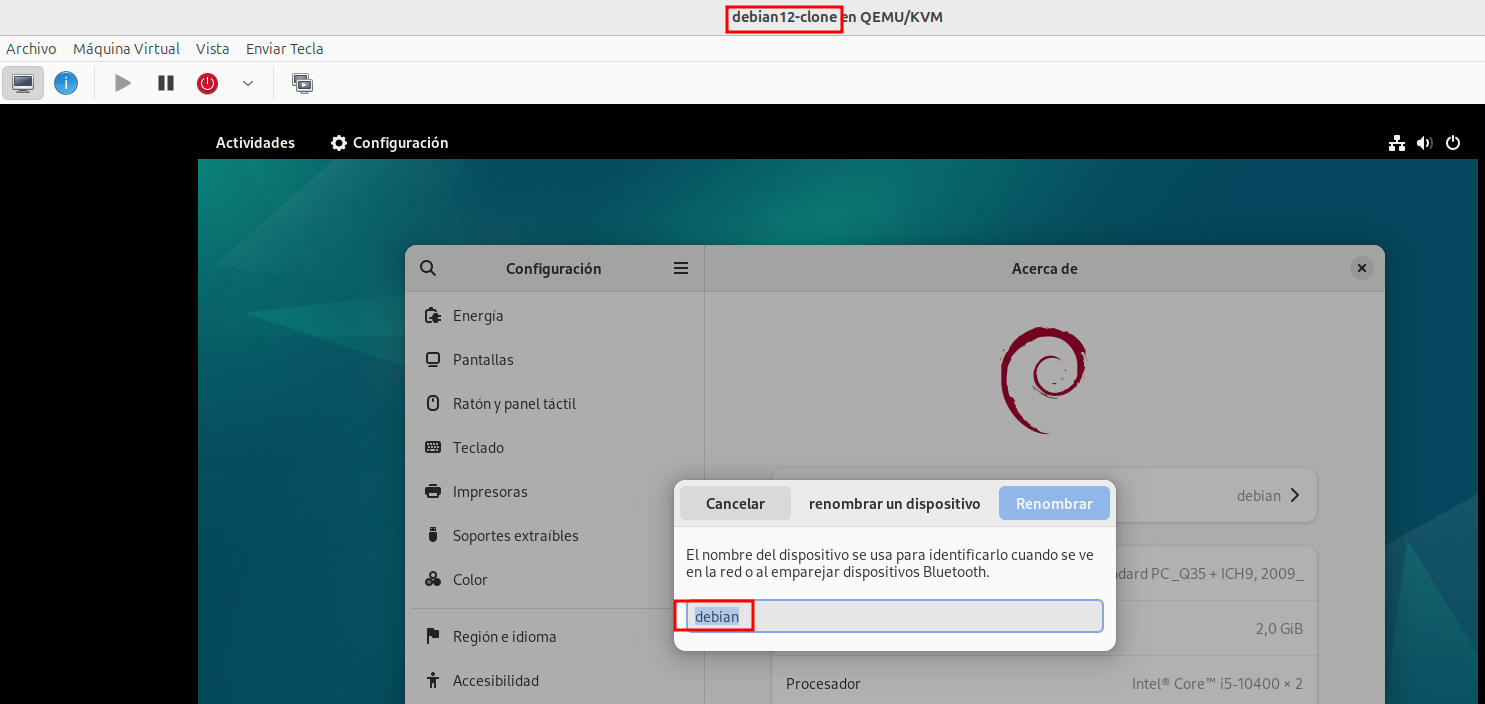 debian12-clone en QEMU/KVM
Archivo Máquina Virtual Vista Enviar Tecla
Actividades Configuración
Configuración
Acerca de
Energía
Pantallas
Ratón y panel táctil
Teclado
Impresoras
Soportes extraíbles
Color
Región e idioma
Accesibilidad
debian
Cancelar renombrar un dispositivo Renombrar
El nombre del dispositivo se usa para identificarlo cuando se ve
en la red o al emparejar dispositivos Bluetooth.
debian
PC_Q35 + ICH9, 2009_
2,0 GiB
Procesador Intel® Core™ i5-10400 × 2